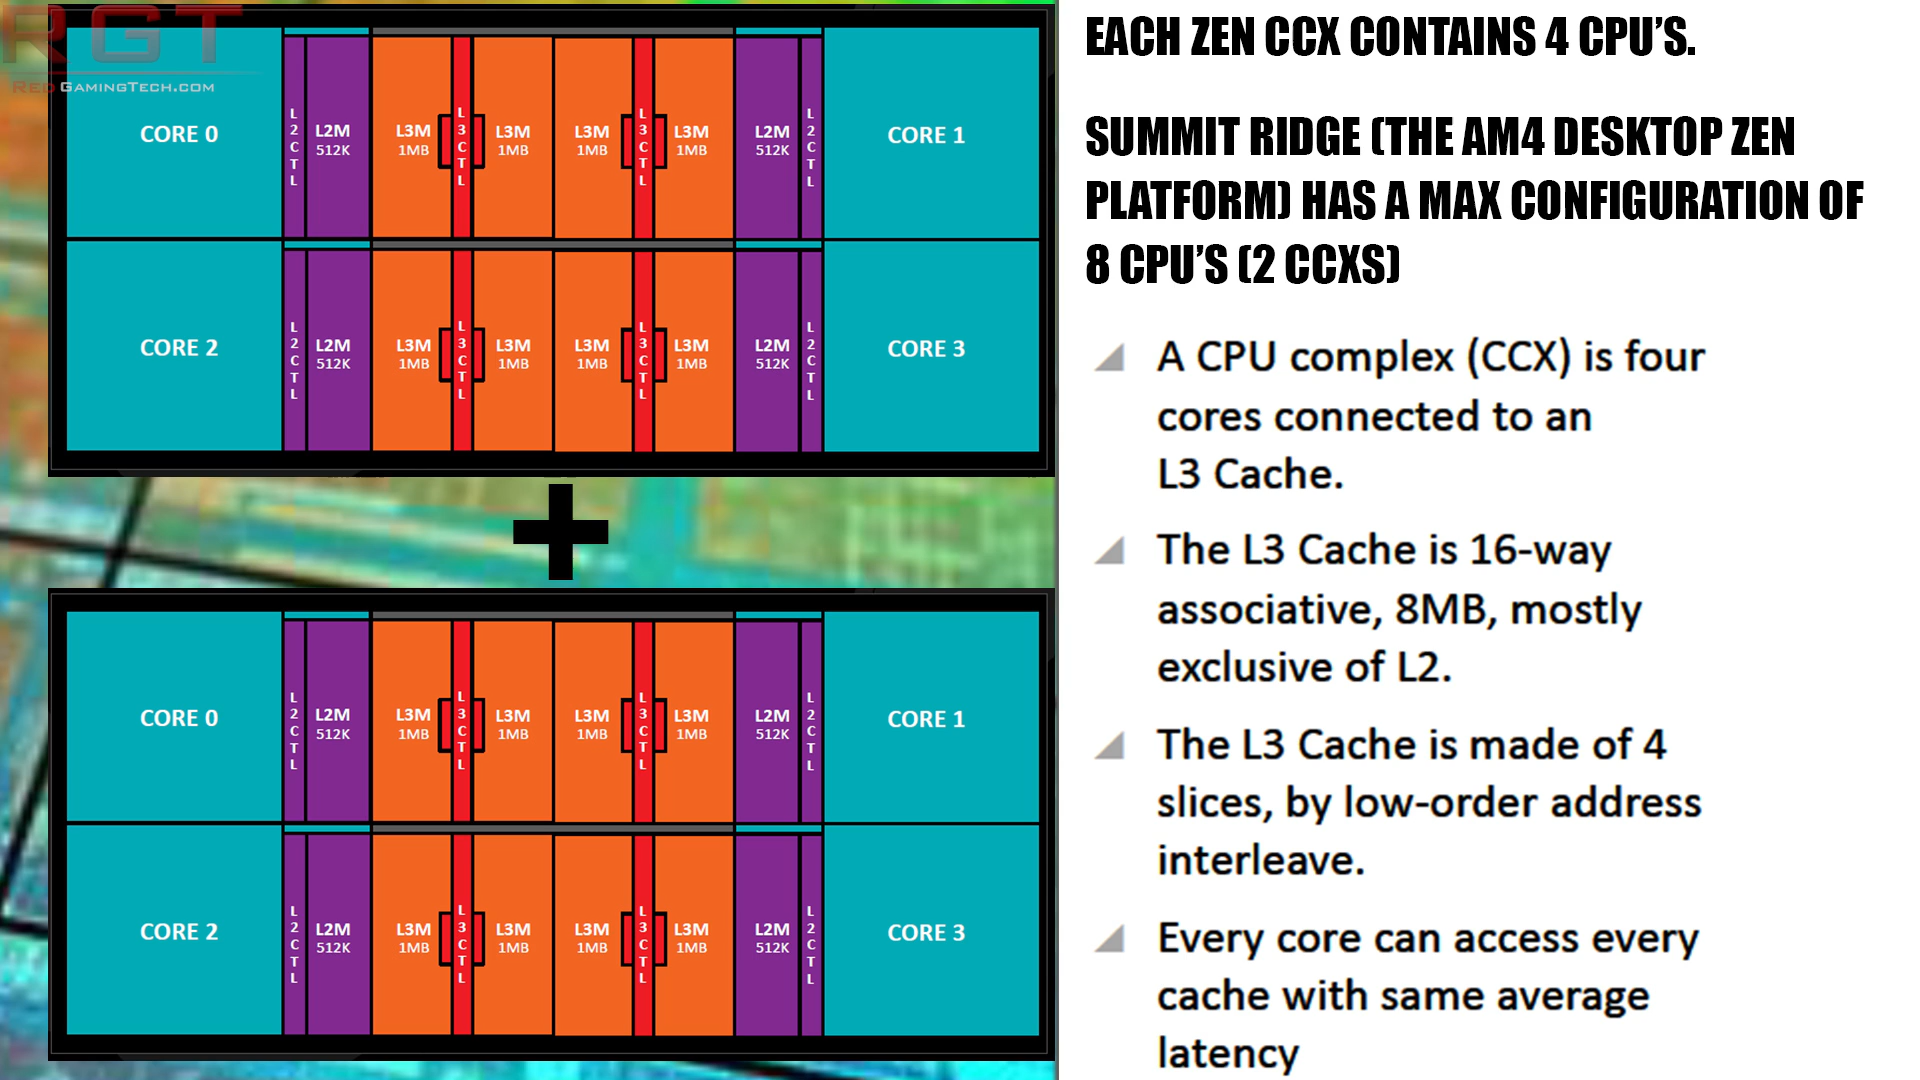 RGT
REDGAMINGTECH.COM
CORE 0
L2CTL
L2M
512K
L3M
1MB
L3CTL
L3M
1MB
L3M
1MB
L3CTL
L3M
1MB
L2M
512K
L2CTL
CORE 1
CORE 2
L2CTL
L2M
512K
L3M
1MB
L3CTL
L3M
1MB
L3M
1MB
L3CTL
L3M
1MB
L2M
512K
L2CTL
CORE 3
+
CORE 0
L2CTL
L2M
512K
L3M
1MB
L3CTL
L3M
1MB
L3M
1MB
L3CTL
L3M
1MB
L2M
512K
L2CTL
CORE 1
CORE 2
L2CTL
L2M
512K
L3M
1MB
L3CTL
L3M
1MB
L3M
1MB
L3CTL
L3M
1MB
L2M
512K
L2CTL
CORE 3
EACH ZEN CCX CONTAINS 4 CPU'S.
SUMMIT RIDGE (THE AM4 DESKTOP ZEN
PLATFORM) HAS A MAX CONFIGURATION OF
8 CPU'S (2 CCXS)
A CPU complex (CCX) is four
cores connected to an
L3 Cache.
The L3 Cache is 16-way
associative, 8MB, mostly
exclusive of L2.
The L3 Cache is made of 4
slices, by low-order address
interleave.
Every core can access every
cache with same average
latency